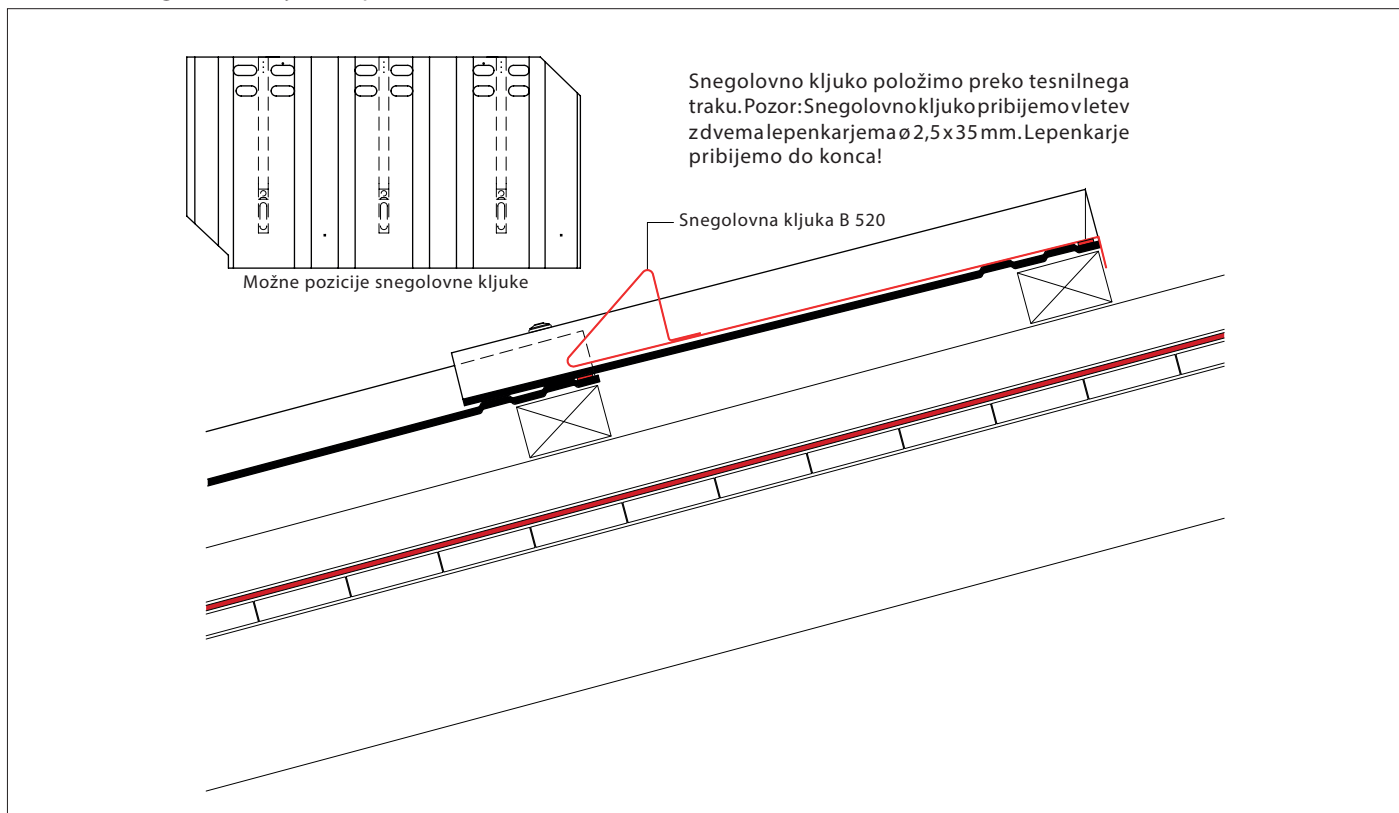 Snegolovno kljuko položimo preko tesnilnega
traku. Pozor: Snegolovno kljuko pribijemo v letev
z dvema lepenkarjema ø 2,5 x 35 mm. Lepenkarje
pribijemo do konca!
Snegolovna kljuka B 520
Možne pozicije snegolovne kljuke